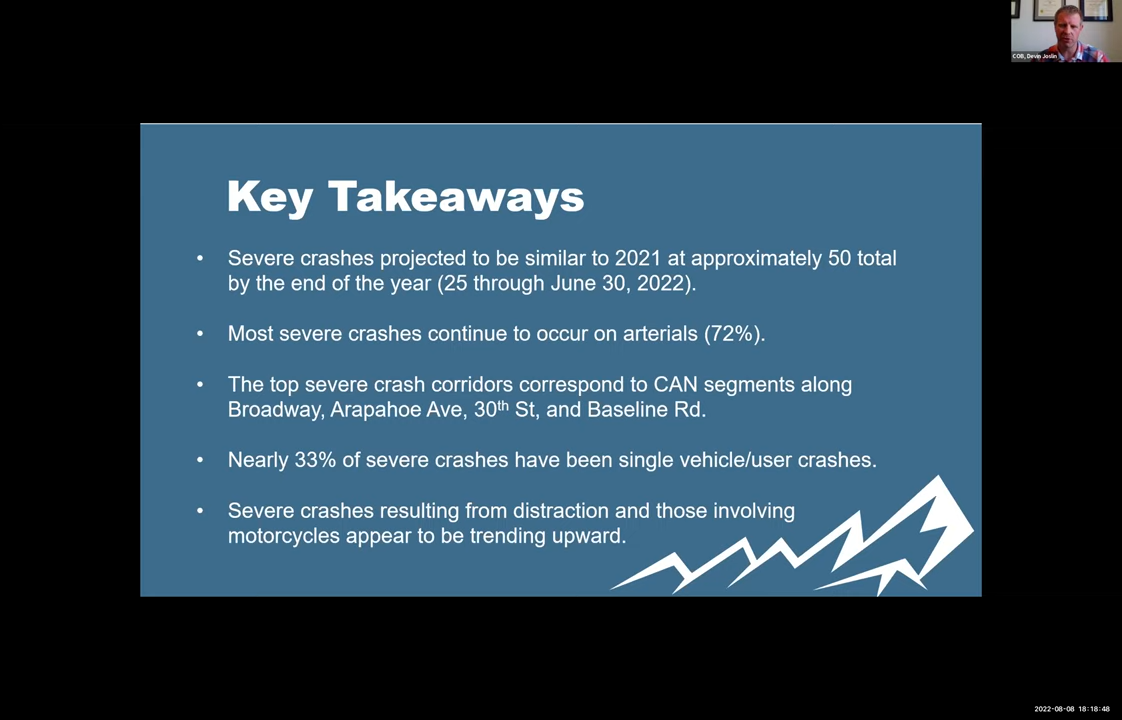 COB, Devin Joslin
Key Takeaways
• Severe crashes projected to be similar to 2021 at approximately 50 total
by the end of the year (25 through June 30, 2022).
• Most severe crashes continue to occur on arterials (72%).
• The top severe crash corridors correspond to CAN segments along
Broadway, Arapahoe Ave, 30th St, and Baseline Rd.
• Nearly 33% of severe crashes have been single vehicle/user crashes.
• Severe crashes resulting from distraction and those involving
motorcycles appear to be trending upward.
2022-08-08 18:18:48